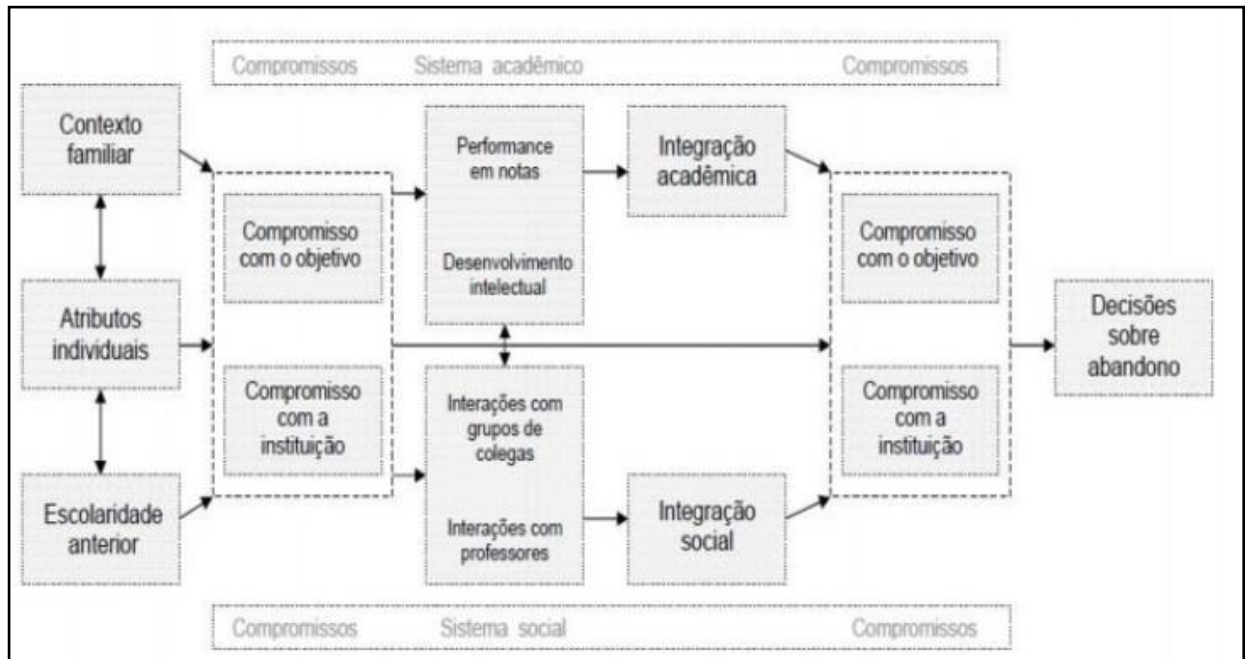 Compromissos Sistema acadêmico Compromissos
Contexto
familiar
Atributos
individuais
Escolaridade
anterior
Compromisso
com o objetivo
Compromisso
com a
instituição
Performance
em notas
Desenvolvimento
intelectual
Interações com
grupos de
colegas
Interações com
professores
Integração
acadêmica
Integração
social
Compromisso
com o objetivo
Compromisso
com a
instituição
Decisões
sobre
abandono
Compromissos Sistema social Compromissos